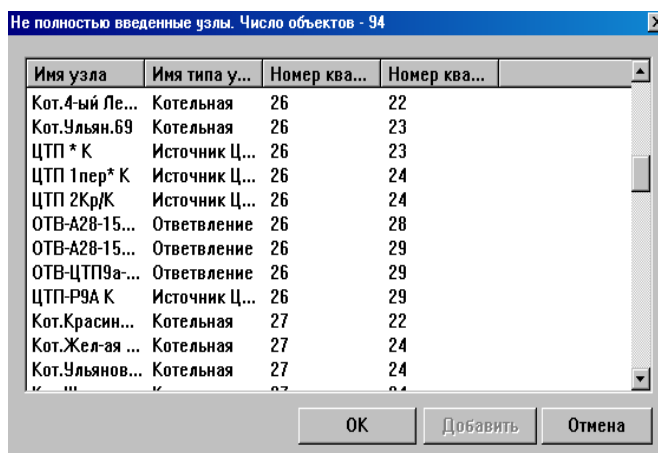 Не полностью введенные узлы. Число объектов - 94
Имя узла Имя типа у... Номер ква... Номер ква...
Кот.4-ый Ле... Котельная 26 22
Кот.Ульян.69 Котельная 26 23
ЦТП * К Источник Ц... 26 23
ЦТП 1пер* К Источник Ц... 26 24
ЦТП 2Кр/К Источник Ц... 26 24
ОТВ-А28-15... Ответвление 26 28
ОТВ-А28-15... Ответвление 26 29
ОТВ-ЦТП9а-... Ответвление 26 29
ЦТП-Р9А К Источник Ц... 26 29
Кот.Красин... Котельная 27 22
Кот.Жел-ая ... Котельная 27 24
Кот.Ульянов... Котельная 27 24
ОК Добавить Отмена